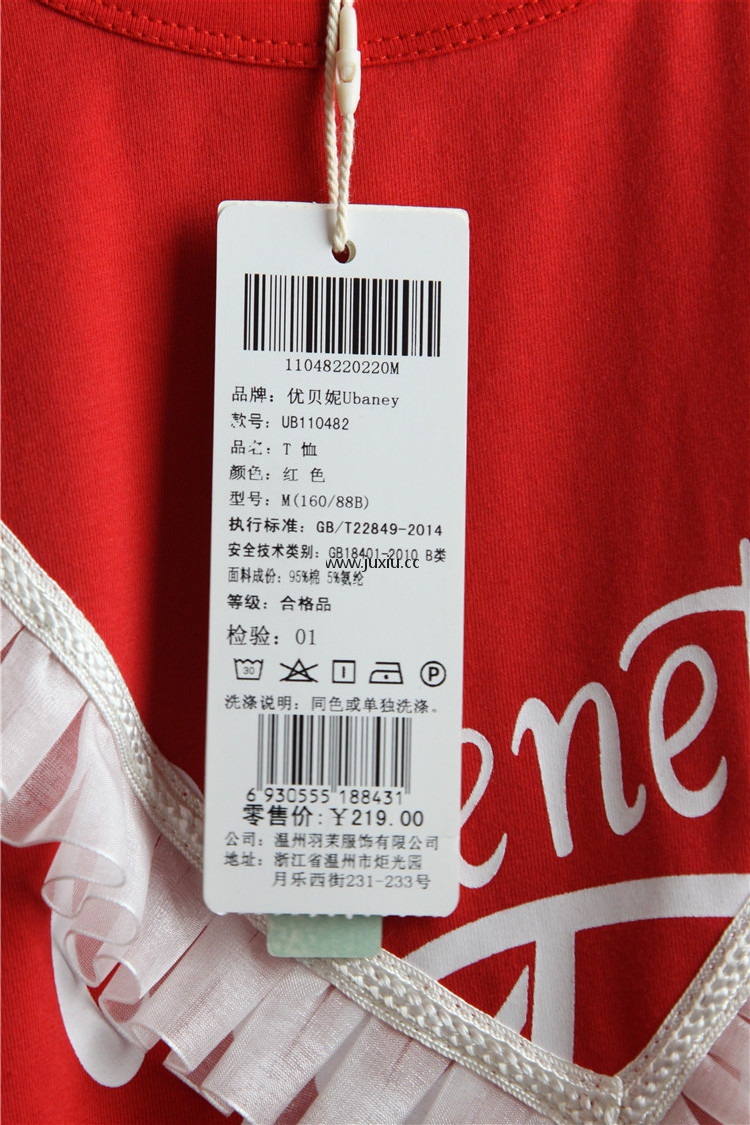 11048220220M
品牌：优贝妮Ubaney
款号：UB110482
品名：T 恤
颜色：红 色
型号：M(160/88B)
执行标准：GB/T22849-2014
安全技术类别：GB18401-2010 B类
www.juxiu.cc
面料成份：95%棉 5%氨纶
等级：合格品
检验：01
30
P
洗涤说明：同色或单独洗涤。
6 930555 188431
零售价:￥219.00
公司：温州羽茉服饰有限公司
地址：浙江省温州市炬光园
月乐西街231-233号
enet